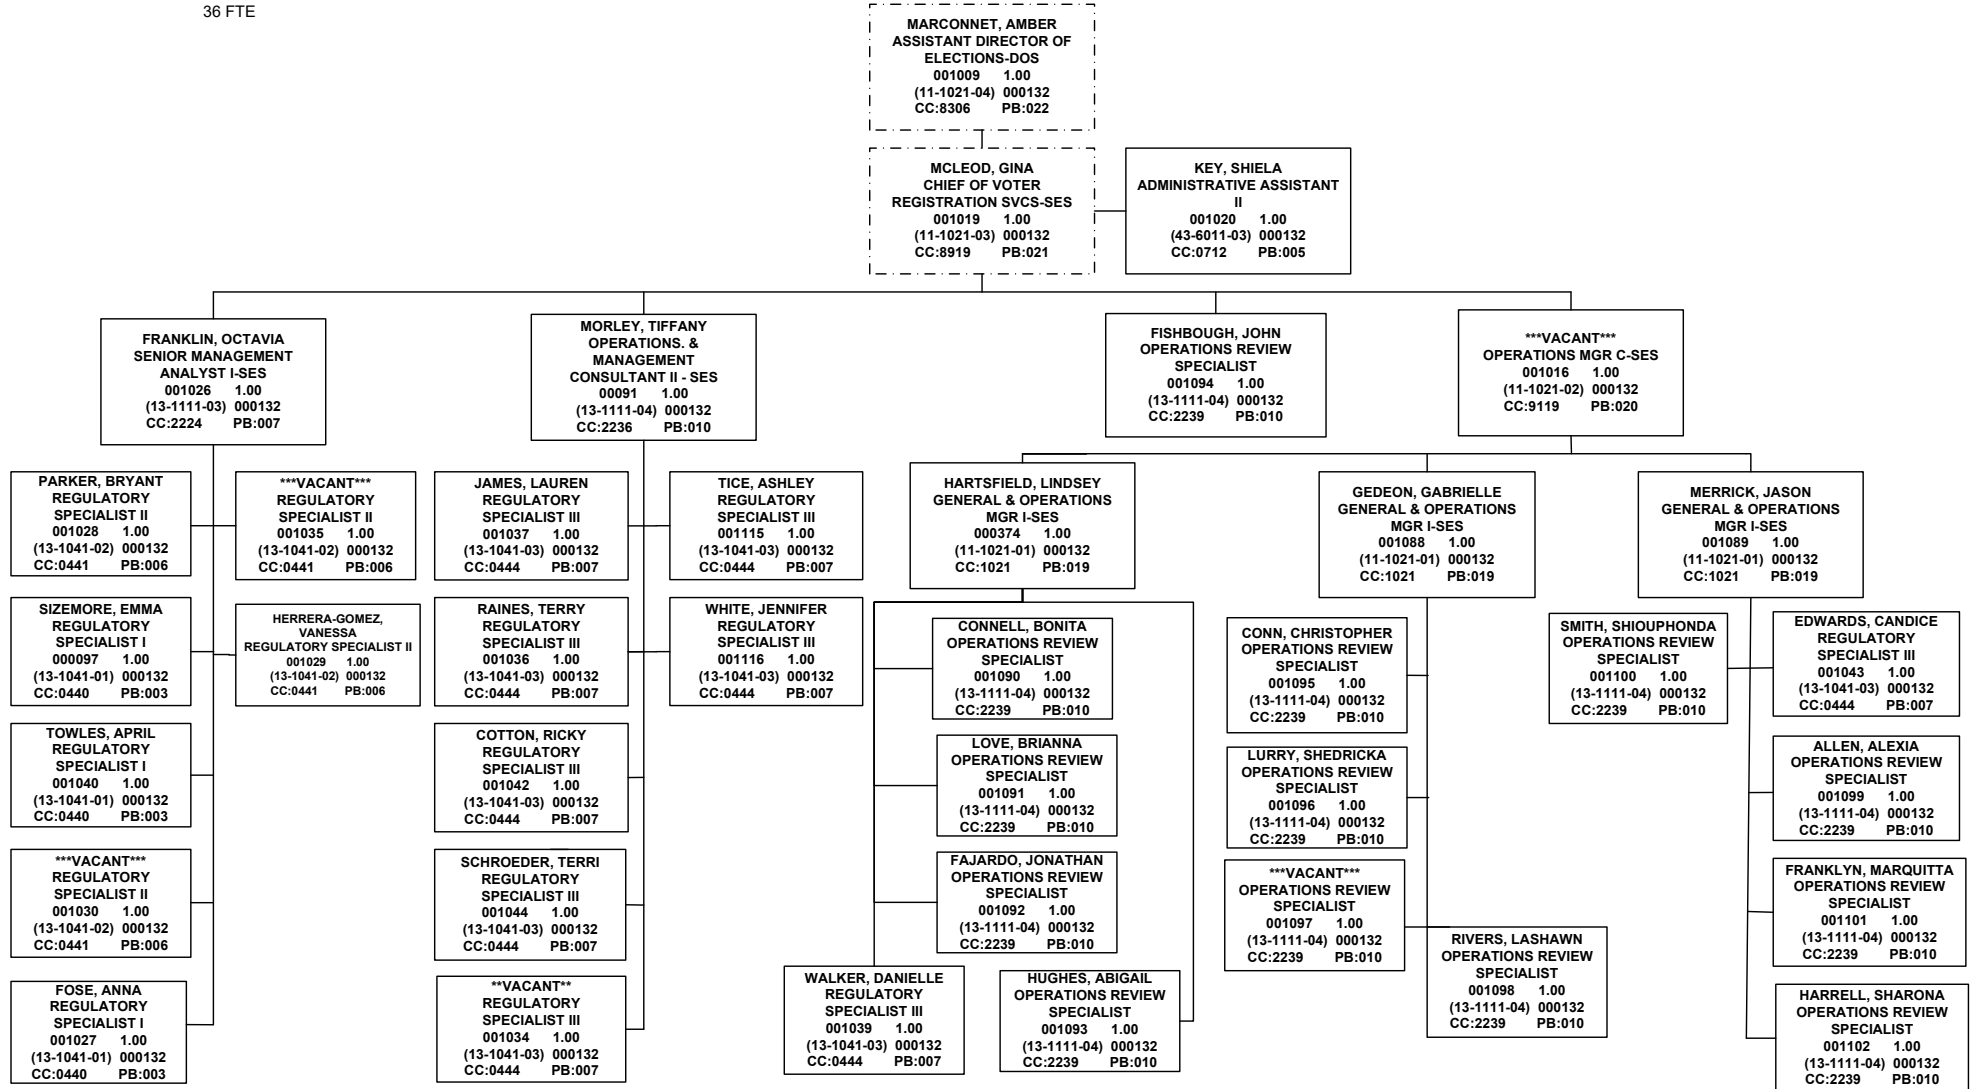 36 FTE
MARCONNET, AMBER
ASSISTANT DIRECTOR OF
ELECTIONS-DOS
001009 1.00
(11-1021-04) 000132
CC:8306 PB:022
MCLEOD, GINA
CHIEF OF VOTER
REGISTRATION SVCS-SES
001019 1.00
(11-1021-03) 000132
CC:8919 PB:021
KEY, SHIELA
ADMINISTRATIVE ASSISTANT
II
001020 1.00
(43-6011-03) 000132
CC:0712 PB:005
FRANKLIN, OCTAVIA
SENIOR MANAGEMENT
ANALYST I-SES
001026 1.00
(13-1111-03) 000132
CC:2224 PB:007
MORLEY, TIFFANY
OPERATIONS. &
MANAGEMENT
CONSULTANT II - SES
00091 1.00
(13-1111-04) 000132
CC:2236 PB:010
FISHBOUGH, JOHN
OPERATIONS REVIEW
SPECIALIST
001094 1.00
(13-1111-04) 000132
CC:2239 PB:010
***VACANT***
OPERATIONS MGR C-SES
001016 1.00
(11-1021-02) 000132
CC:9119 PB:020
PARKER, BRYANT
REGULATORY
SPECIALIST II
001028 1.00
(13-1041-02) 000132
CC:0441 PB:006
***VACANT***
REGULATORY
SPECIALIST II
001035 1.00
(13-1041-02) 000132
CC:0441 PB:006
SIZEMORE, EMMA
REGULATORY
SPECIALIST I
000097 1.00
(13-1041-01) 000132
CC:0440 PB:003
HERRERA-GOMEZ,
VANESSA
REGULATORY SPECIALIST II
001029 1.00
(13-1041-02) 000132
CC:0441 PB:006
TOWLES, APRIL
REGULATORY
SPECIALIST I
001040 1.00
(13-1041-01) 000132
CC:0440 PB:003
***VACANT***
REGULATORY
SPECIALIST II
001030 1.00
(13-1041-02) 000132
CC:0441 PB:006
FOSE, ANNA
REGULATORY
SPECIALIST I
001027 1.00
(13-1041-01) 000132
CC:0440 PB:003
JAMES, LAUREN
REGULATORY
SPECIALIST III
001037 1.00
(13-1041-03) 000132
CC:0444 PB:007
TICE, ASHLEY
REGULATORY
SPECIALIST III
001115 1.00
(13-1041-03) 000132
CC:0444 PB:007
RAINES, TERRY
REGULATORY
SPECIALIST III
001036 1.00
(13-1041-03) 000132
CC:0444 PB:007
WHITE, JENNIFER
REGULATORY
SPECIALIST III
001116 1.00
(13-1041-03) 000132
CC:0444 PB:007
COTTON, RICKY
REGULATORY
SPECIALIST III
001042 1.00
(13-1041-03) 000132
CC:0444 PB:007
SCHROEDER, TERRI
REGULATORY
SPECIALIST III
001044 1.00
(13-1041-03) 000132
CC:0444 PB:007
**VACANT**
REGULATORY
SPECIALIST III
001034 1.00
(13-1041-03) 000132
CC:0444 PB:007
HARTSFIELD, LINDSEY
GENERAL & OPERATIONS
MGR I-SES
000374 1.00
(11-1021-01) 000132
CC:1021 PB:019
CONNELL, BONITA
OPERATIONS REVIEW
SPECIALIST
001090 1.00
(13-1111-04) 000132
CC:2239 PB:010
LOVE, BRIANNA
OPERATIONS REVIEW
SPECIALIST
001091 1.00
(13-1111-04) 000132
CC:2239 PB:010
FAJARDO, JONATHAN
OPERATIONS REVIEW
SPECIALIST
001092 1.00
(13-1111-04) 000132
CC:2239 PB:010
WALKER, DANIELLE
REGULATORY
SPECIALIST III
001039 1.00
(13-1041-03) 000132
CC:0444 PB:007
HUGHES, ABIGAIL
OPERATIONS REVIEW
SPECIALIST
001093 1.00
(13-1111-04) 000132
CC:2239 PB:010
GEDEON, GABRIELLE
GENERAL & OPERATIONS
MGR I-SES
001088 1.00
(11-1021-01) 000132
CC:1021 PB:019
CONN, CHRISTOPHER
OPERATIONS REVIEW
SPECIALIST
001095 1.00
(13-1111-04) 000132
CC:2239 PB:010
LURRY, SHEDRICKA
OPERATIONS REVIEW
SPECIALIST
001096 1.00
(13-1111-04) 000132
CC:2239 PB:010
***VACANT***
OPERATIONS REVIEW
SPECIALIST
001097 1.00
(13-1111-04) 000132
CC:2239 PB:010
RIVERS, LASHAWN
OPERATIONS REVIEW
SPECIALIST
001098 1.00
(13-1111-04) 000132
CC:2239 PB:010
MERRICK, JASON
GENERAL & OPERATIONS
MGR I-SES
001089 1.00
(11-1021-01) 000132
CC:1021 PB:019
SMITH, SHIOUPHONDA
OPERATIONS REVIEW
SPECIALIST
001100 1.00
(13-1111-04) 000132
CC:2239 PB:010
EDWARDS, CANDICE
REGULATORY
SPECIALIST III
001043 1.00
(13-1041-03) 000132
CC:0444 PB:007
ALLEN, ALEXIA
OPERATIONS REVIEW
SPECIALIST
001099 1.00
(13-1111-04) 000132
CC:2239 PB:010
FRANKLYN, MARQUITTA
OPERATIONS REVIEW
SPECIALIST
001101 1.00
(13-1111-04) 000132
CC:2239 PB:010
HARRELL, SHARONA
OPERATIONS REVIEW
SPECIALIST
001102 1.00
(13-1111-04) 000132
CC:2239 PB:010